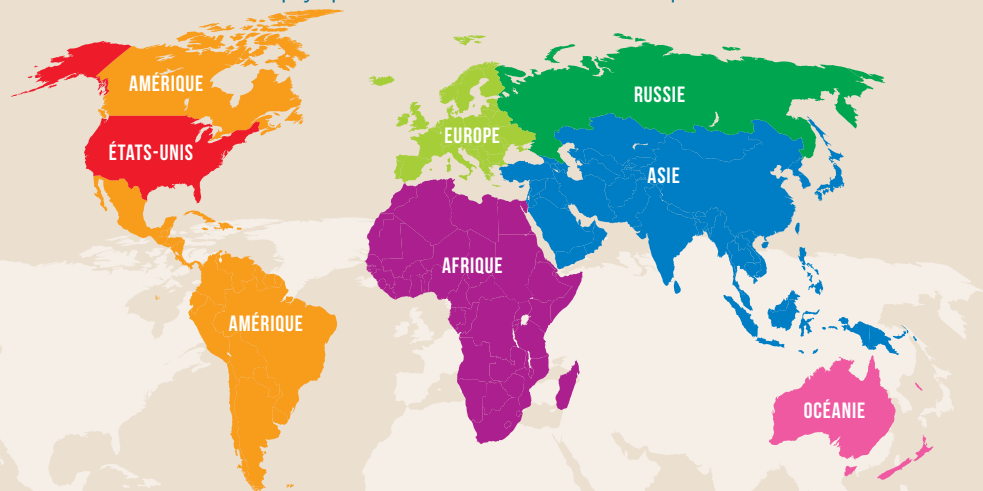 AMÉRIQUE
ÉTATS-UNIS
AMÉRIQUE
EUROPE
AFRIQUE
RUSSIE
ASIE
OCÉANIE